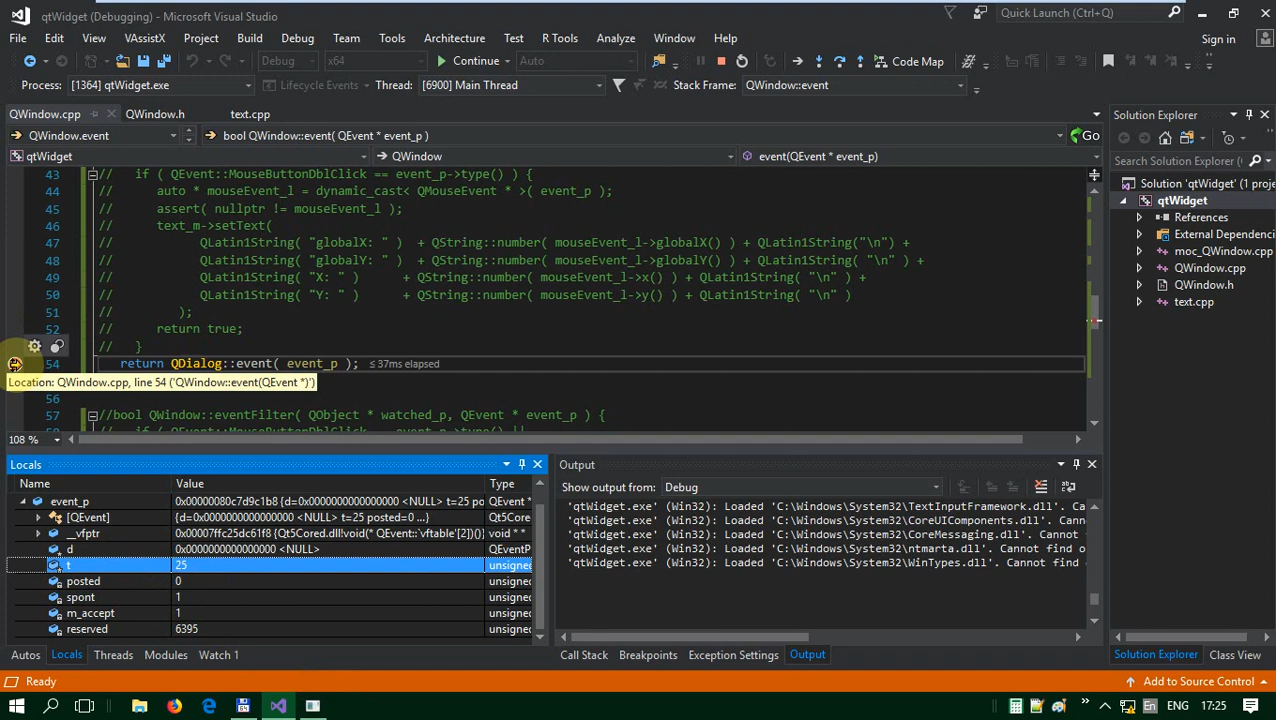 qtWidget (Debugging) - Microsoft Visual Studio
Quick Launch (Ctrl+Q)
File Edit View VAssistX Project Build Debug Team Tools Architecture Test R Tools Analyze Window Help
Sign in
Debug x64 Continue Auto Code Map
Process: [1364] qtWidget.exe Lifecycle Events Thread: [6900] Main Thread Stack Frame: QWindow::event
QWindow.cpp QWindow.h text.cpp
QWindow.event bool QWindow::event( QEvent * event_p ) Go
qtWidget QWindow event(QEvent * event_p)
43 // if ( QEvent::MouseButtonDblClick == event_p->type() ) {
44 // auto * mouseEvent_l = dynamic_cast< QMouseEvent * >( event_p );
45 // assert( nullptr != mouseEvent_l );
46 // text_m->setText(
47 // QLatin1String( "globalX: " ) + QString::number( mouseEvent_l->globalX() ) + QLatin1String("\n") +
48 // QLatin1String( "globalY: " ) + QString::number( mouseEvent_l->globalY() ) + QLatin1String( "\n" ) +
49 // QLatin1String( "X: " ) + QString::number( mouseEvent_l->x() ) + QLatin1String( "\n" ) +
50 // QLatin1String( "Y: " ) + QString::number( mouseEvent_l->y() ) + QLatin1String( "\n" )
51 // );
52 // return true;
53 // }
54 return QDialog::event( event_p ); ≤37ms elapsed
Location: QWindow.cpp, line 54 ('QWindow::event(QEvent *)')
56
57 //bool QWindow::eventFilter( QObject * watched_p, QEvent * event_p ) {
108 %
Solution Explorer
Search Solution Explorer
Solution 'qtWidget' (1 proje
qtWidget
References
External Dependenci
moc_QWindow.cpp
QWindow.cpp
QWindow.h
text.cpp
Locals
Name Value Type
event_p 0x00000080c7d9c1b8 {d=0x0000000000000000 <NULL> t=25 po QEvent *
[QEvent] {d=0x0000000000000000 <NULL> t=25 posted=0 ...} Qt5Core
__vfptr 0x00007ffc25dc61f8 {Qt5Cored.dll!void(* QEvent::`vftable'[2])()} void * *
d 0x0000000000000000 <NULL> QEventP
t 25 unsigned
posted 0 unsigned
spont 1 unsigned
m_accept 1 unsigned
reserved 6395 unsigned
Autos Locals Threads Modules Watch 1
Output
Show output from: Debug
'qtWidget.exe' (Win32): Loaded 'C:\Windows\System32\TextInputFramework.dll'. Ca
'qtWidget.exe' (Win32): Loaded 'C:\Windows\System32\CoreUIComponents.dll'. Canno
'qtWidget.exe' (Win32): Loaded 'C:\Windows\System32\CoreMessaging.dll'. Cannot
'qtWidget.exe' (Win32): Loaded 'C:\Windows\System32\ntmarta.dll'. Cannot find o
'qtWidget.exe' (Win32): Loaded 'C:\Windows\System32\WinTypes.dll'. Cannot find
Call Stack Breakpoints Exception Settings Output
Solution Explorer Class View
Ready
Add to Source Control
En ENG 17:25